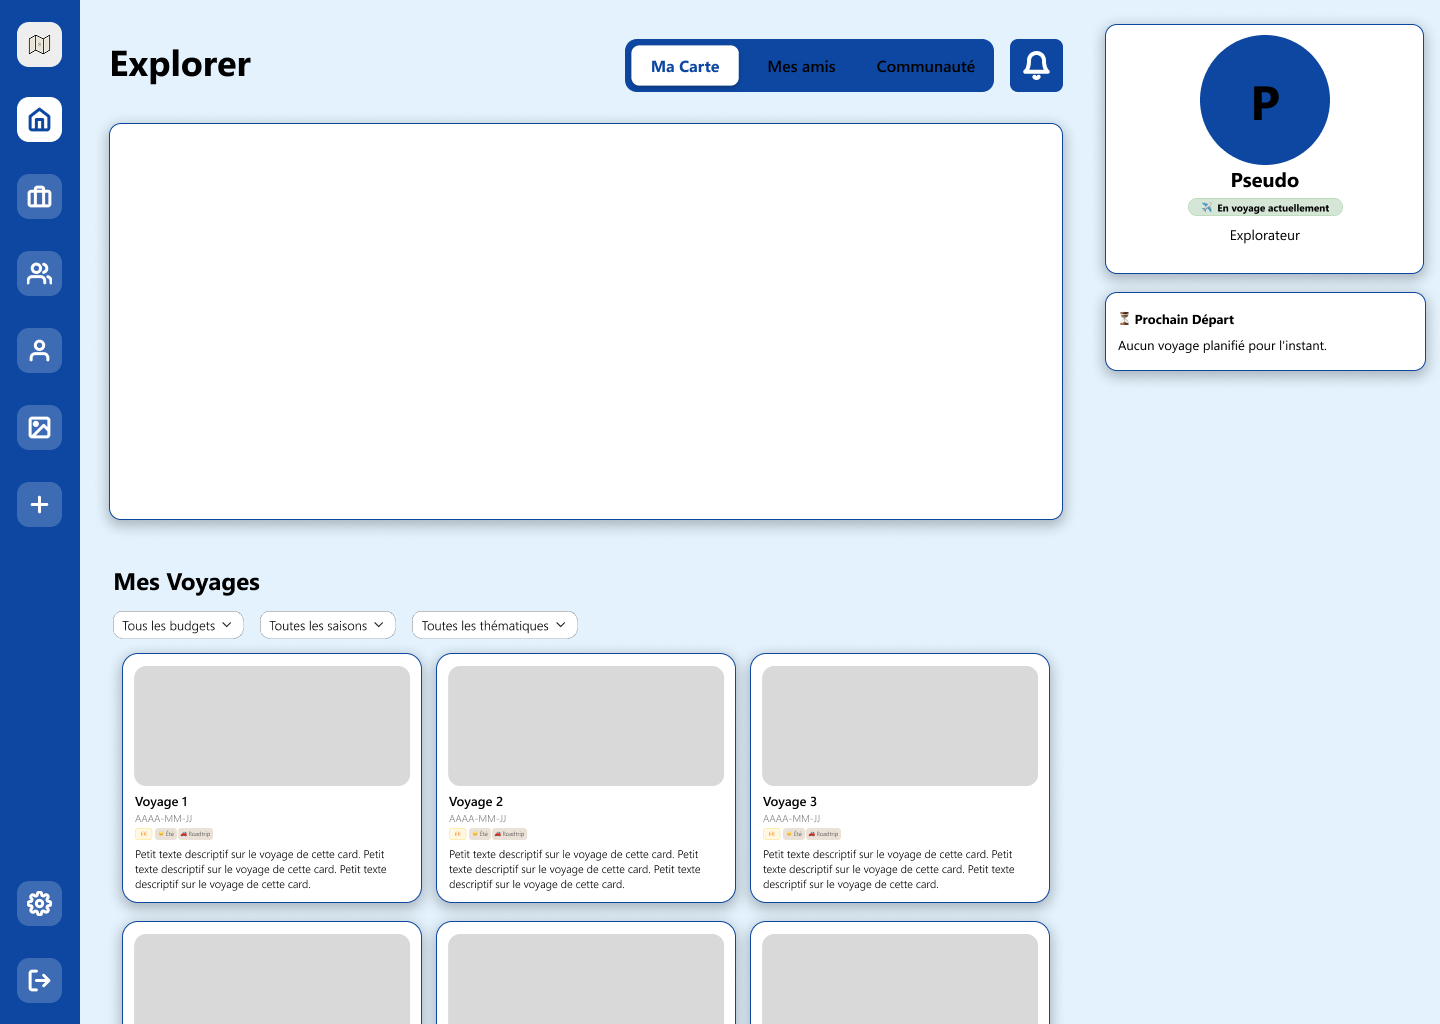 Explorer
Ma Carte
Mes amis
Communauté
P
Pseudo
En voyage actuellement
Explorateur
Prochain Départ
Aucun voyage planifié pour l'instant.
Mes Voyages
Tous les budgets
Toutes les saisons
Toutes les thématiques
Voyage 1
AAAA-MM-JJ
€€ Été Roadtrip
Petit texte descriptif sur le voyage de cette card. Petit
texte descriptif sur le voyage de cette card. Petit texte
descriptif sur le voyage de cette card.
Voyage 2
AAAA-MM-JJ
€€ Été Roadtrip
Petit texte descriptif sur le voyage de cette card. Petit
texte descriptif sur le voyage de cette card. Petit texte
descriptif sur le voyage de cette card.
Voyage 3
AAAA-MM-JJ
€€ Été Roadtrip
Petit texte descriptif sur le voyage de cette card. Petit
texte descriptif sur le voyage de cette card. Petit texte
descriptif sur le voyage de cette card.